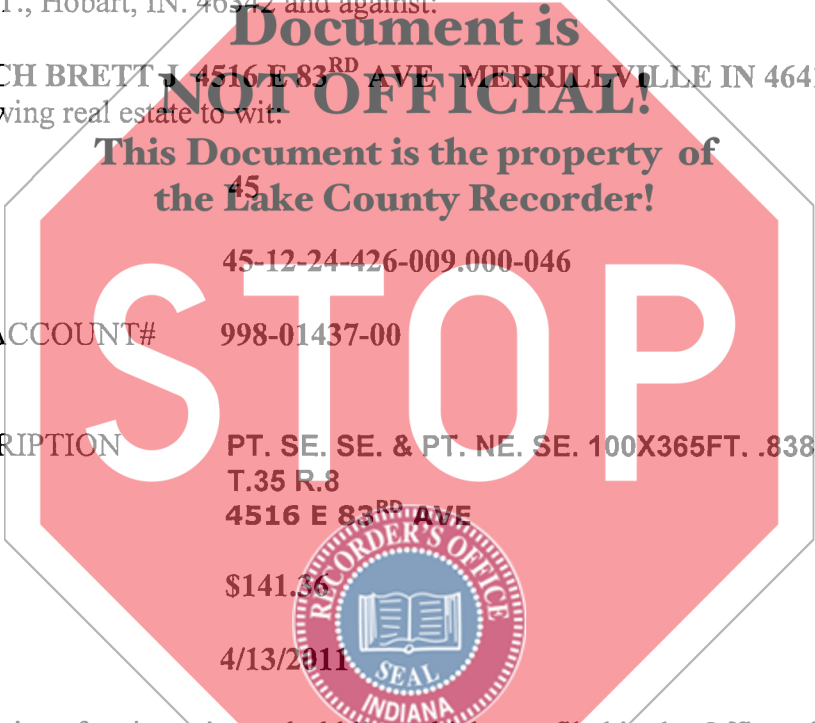 T., Hobart, IN. 46342 and against:
Document is
CH BRETT J 4516 E 83RD AVE MERRILLVILLE IN 464
NOT OFFICIAL!
wing real estate to wit:
This Document is the property of
45
the Lake County Recorder!
45-12-24-426-009.000-046
STOP
ACCOUNT# 998-01437-00
RIPTION PT. SE. SE. & PT. NE. SE. 100X365FT. .838
T.35 R.8
4516 E 83RD AVE
RECORDER'S OFFICE
$141.36
4/13/2011
SEAL
INDIANA